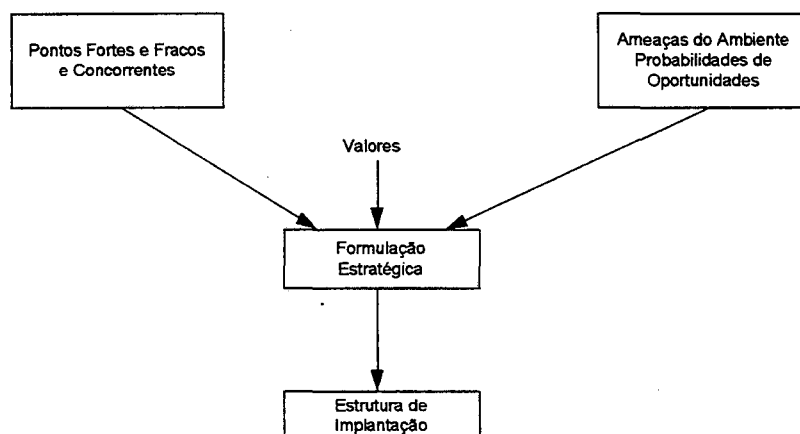 Pontos Fortes e Fracos
e Concorrentes
Ameaças do Ambiente
Probabilidades de
Oportunidades
Valores
Formulação
Estratégica
Estrutura de
Implantação